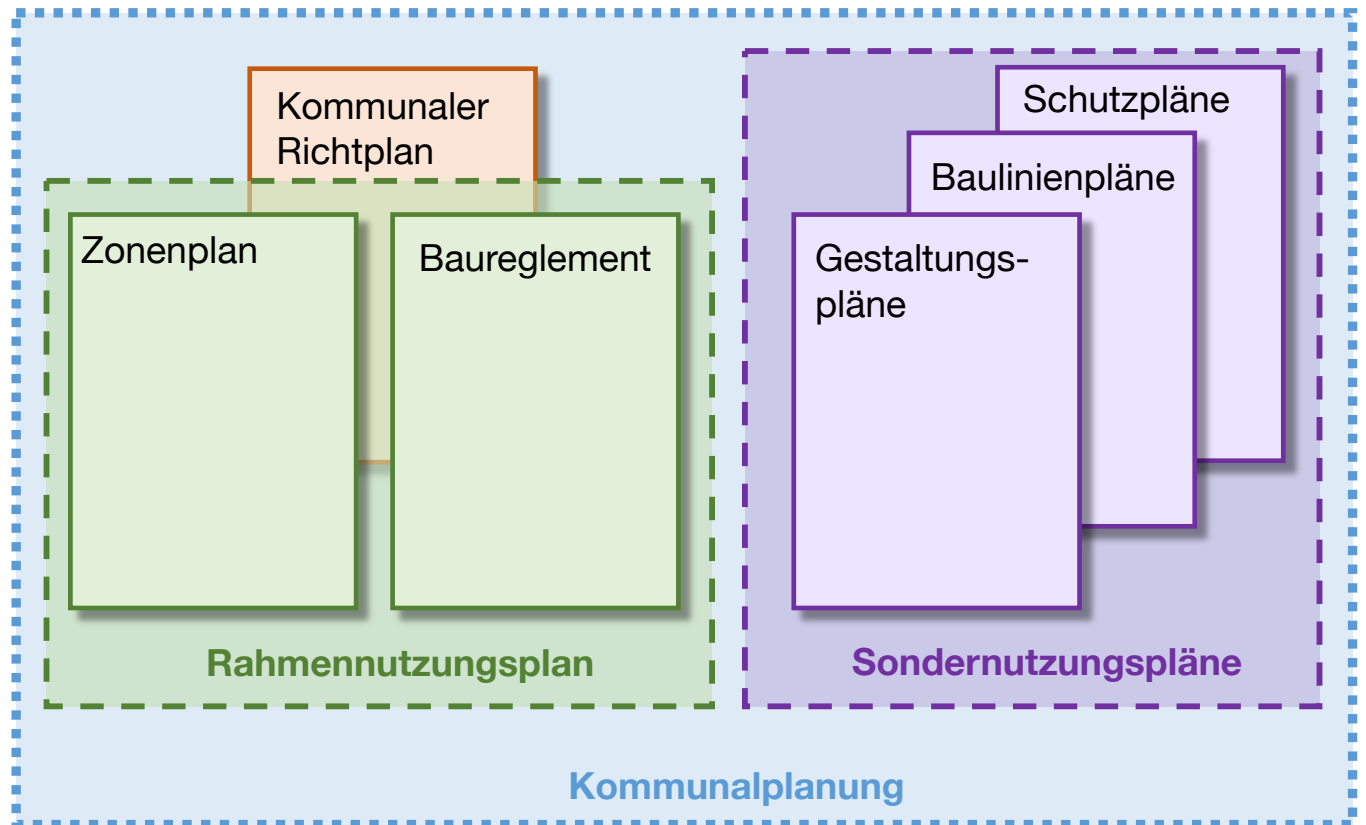 Kommunaler
Richtplan
Zonenplan
Baureglement
Rahmennutzungsplan
Schutzpläne
Baulinienpläne
Gestaltungs-
pläne
Sondernutzungspläne
Kommunalplanung